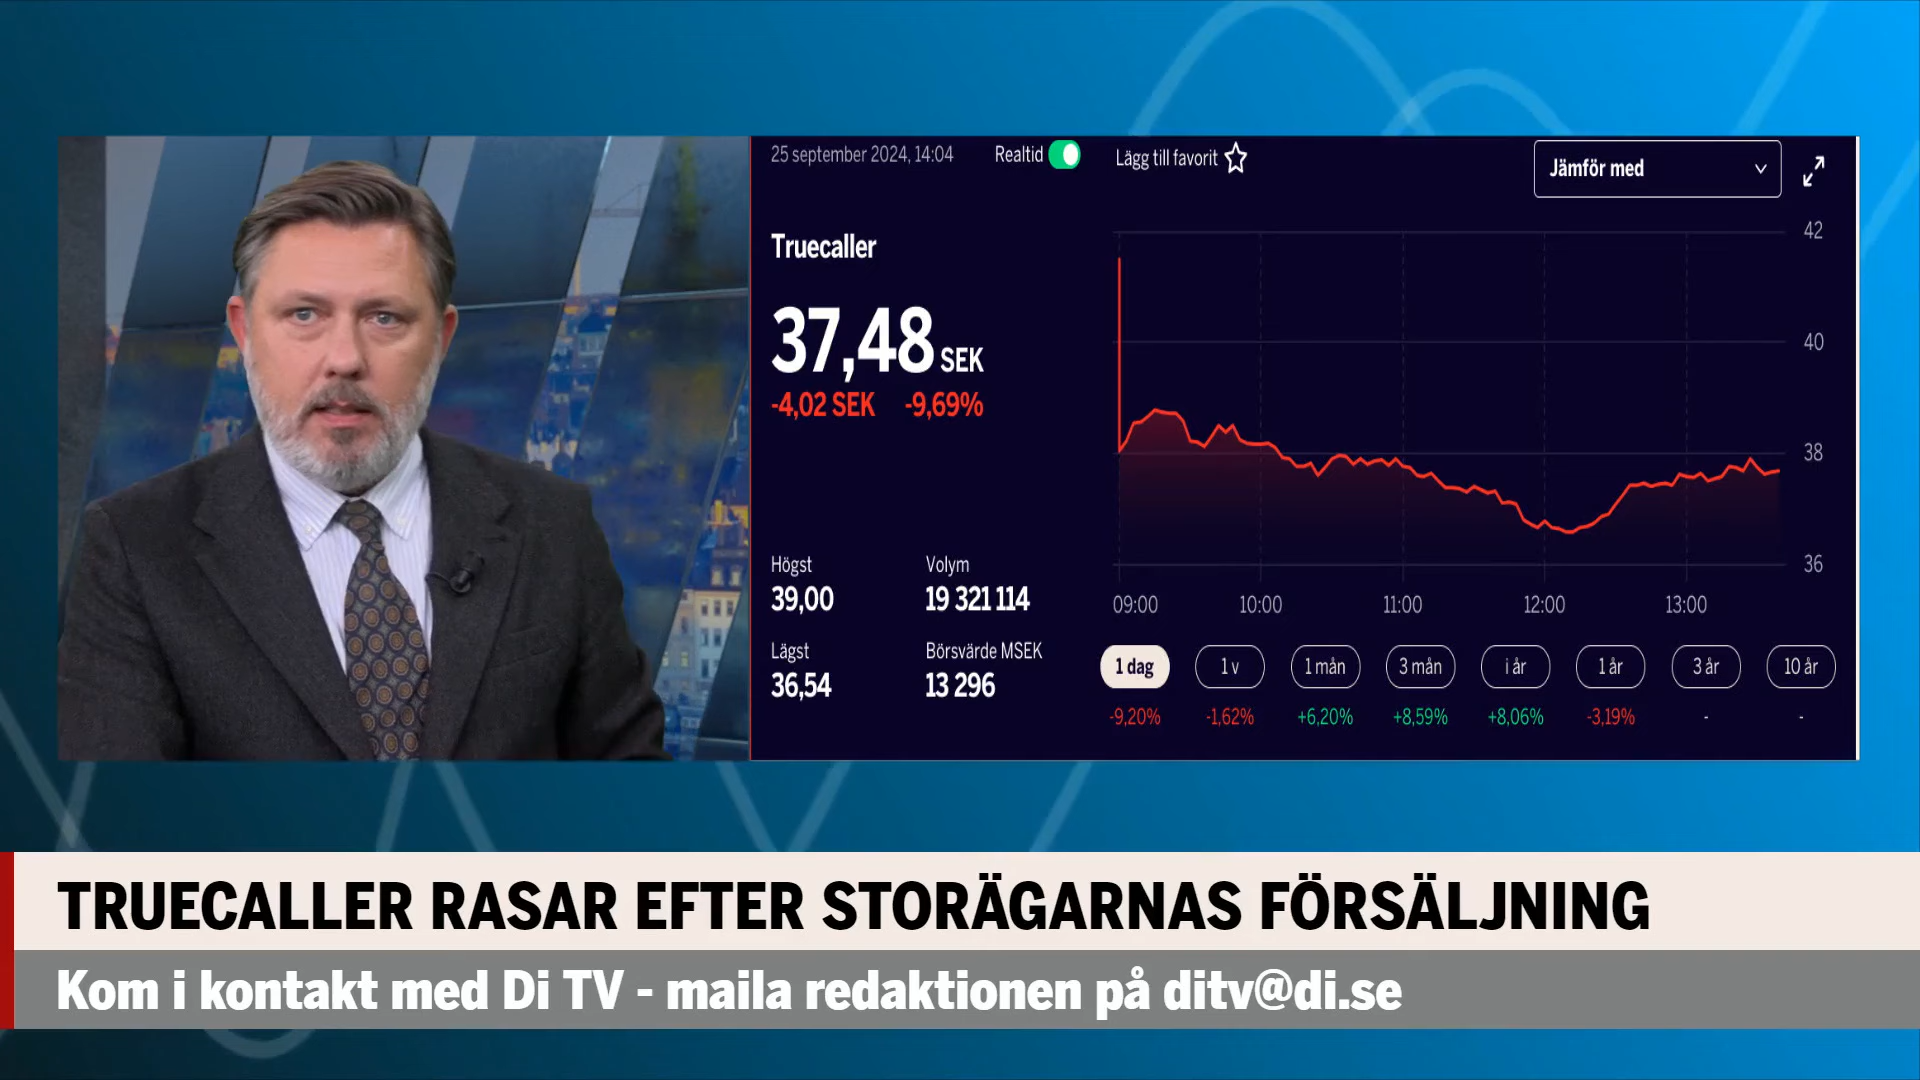 25 september 2024, 14:04
Realtid
Lägg till favorit
Jämför med
Truecaller
37,48 SEK
-4,02 SEK -9,69%
Högst
39,00
Volym
19 321 114
Lägst
36,54
Börsvärde MSEK
13 296
42
40
38
36
09:00 10:00 11:00 12:00 13:00
1 dag 1 v 1 mån 3 mån i år 1 år 3 år 10 år
-9,20% -1,62% +6,20% +8,59% +8,06% -3,19% - -
TRUECALLER RASAR EFTER STORÄGARNAS FÖRSÄLJNING
Kom i kontakt med Di TV - maila redaktionen på ditv@di.se